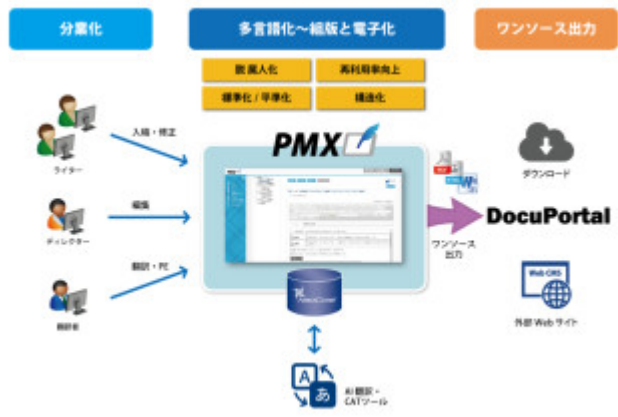 分業化
多言語化～組版と電子化
ワンソース出力
脱属人化
再利用率向上
標準化 / 平準化
構造化
PMX
入稿・修正
ライター
編集
ディレクター
翻訳・PE
翻訳者
ワンソース
出力
ダウンロード
DocuPortal
Web CMS
外部 Web サイト
A
あ
AI 翻訳・
CATツール